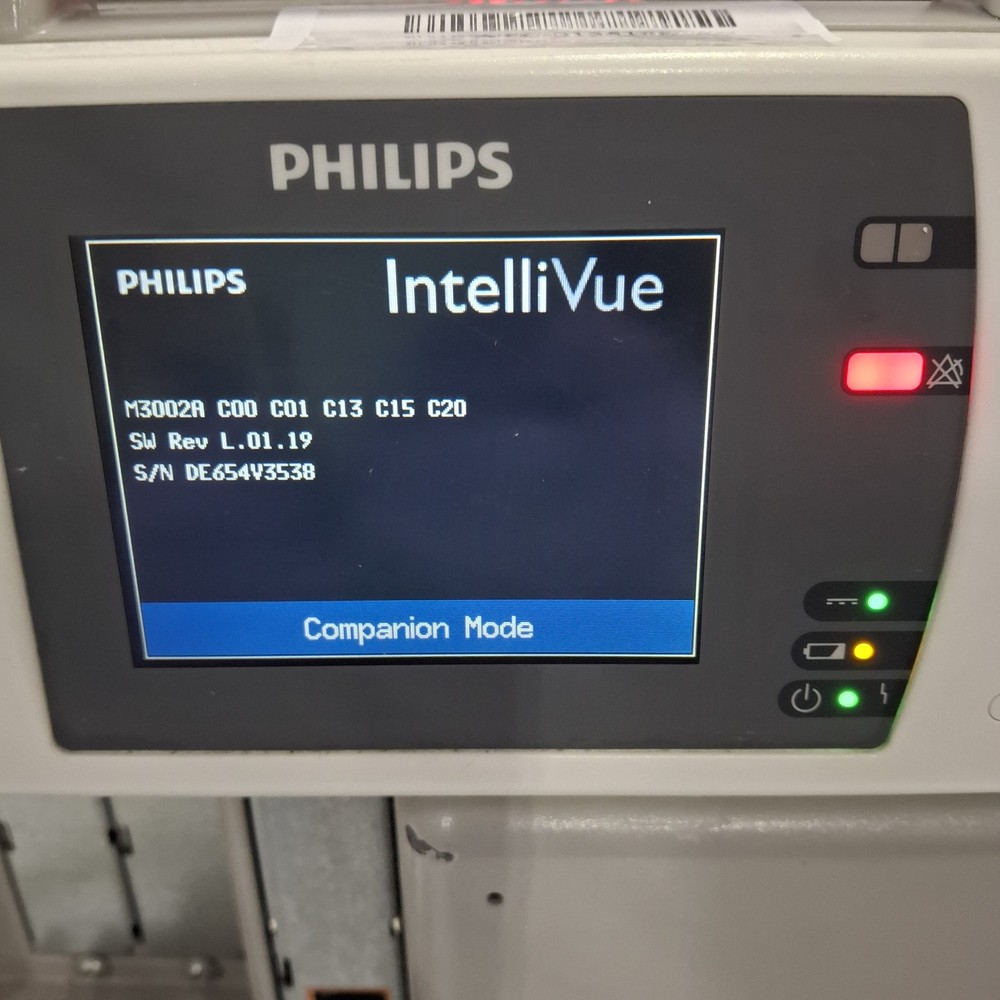 PHILIPS
PHILIPS IntelliVue
M3002A C00 C01 C13 C15 C20
SW Rev L.01.19
S/N DE654V3538
Companion Mode